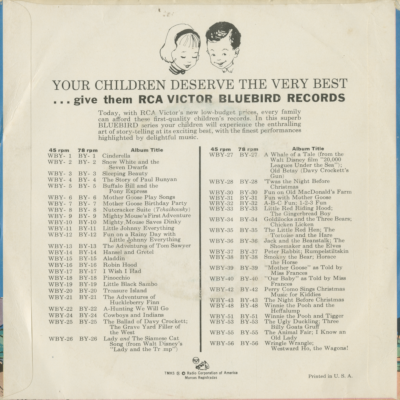 YOUR CHILDREN DESERVE THE VERY BEST
...give them RCA VICTOR BLUEBIRD RECORDS
Today, with RCA Victor's new low-budget prices, every family
can afford these first-quality children's records. In this superb
BLUEBIRD series your children will experience the enthralling
art of story-telling at its exciting best, with the finest performances
highlighted by delightful music.
45 rpm 78 rpm Album Title
WBY-1 BY-1 Cinderella
WBY-2 BY-2 Snow White and the
Seven Dwarfs
WBY-3 BY-3 Sleeping Beauty
WBY-4 BY-4 The Story of Paul Bunyan
WBY-5 BY-5 Buffalo Bill and the
Pony Express
WBY-6 BY-6 Mother Goose Play Songs
WBY-7 BY-7 Mother Goose Birthday Party
WBY-8 BY-8 Nutcracker Suite (Tchaikovsky)
WBY-9 BY-9 Mighty Mouse's First Adventure
WBY-10 BY-10 Mighty Mouse Saves Dinky
WBY-11 BY-11 Little Johnny Everything
WBY-12 BY-12 Fun on a Rainy Day with
Little Johnny Everything
WBY-13 BY-13 The Adventures of Tom Sawyer
WBY-14 BY-14 Hansel and Gretel
WBY-15 BY-15 Aladdin
WBY-16 BY-16 Robin Hood
WBY-17 BY-17 I Wish I Had
WBY-18 BY-18 Pinocchio
WBY-19 BY-19 Little Black Sambo
WBY-20 BY-20 Treasure Island
WBY-21 BY-21 The Adventures of
Huckleberry Finn
WBY-22 BY-22 A-Hunting We Will Go
WBY-24 BY-24 Cowboys and Indians
WBY-25 BY-25 The Ballad of Davy Crockett;
The Grave Yard Filler of
the West
WBY-26 BY-26 Lady and The Siamese Cat
Song (from Walt Disney's
"Lady and the Tramp")
45 rpm 78 rpm Album Title
WBY-27 BY-27 A Whale of a Tale (from the
Walt Disney film "20,000
Leagues Under the Sea");
Old Betsy (Davy Crockett's
Gun)
WBY-28 BY-28 'Twas the Night Before
Christmas
WBY-30 BY-30 Fun on Old MacDonald's Farm
WBY-31 BY-31 Fun with Mother Goose
WBY-32 BY-32 A-B-C Fun; 1-2-3 Fun
WBY-33 BY-33 Little Red Riding Hood;
The Gingerbread Boy
WBY-34 BY-34 Goldilocks and the Three Bears;
Chicken Licken
WBY-35 BY-35 The Little Red Hen; The
Tortoise and the Hare
WBY-36 BY-36 Jack and the Beanstalk; The
Shoemaker and the Elves
WBY-37 BY-37 Peter Rabbit; Rumpelstiltskin
WBY-38 BY-38 Smokey the Bear; Horace
the Horse
WBY-39 BY-39 "Mother Goose" as Told by
Miss Frances
WBY-40 BY-40 "Our Baby" as Told by Miss
Frances
WBY-42 BY-42 Perry Como Sings Christmas
Music for Kiddies
WBY-43 BY-43 The Night Before Christmas
Winnie the Pooh and the
Heffalump
WBY-51 BY-51 Winnie the Pooh and Tigger
WBY-53 BY-53 The Ugly Duckling; Three
Billy Goats Gruff
WBY-55 BY-55 The Animal Fair; I Know an
Old Lady
WBY-56 BY-56 Wringle Wrangle;
Westward Ho, the Wagons!
TMKS ® Radio Corporation of America
Marcas Registradas
Printed in U. S. A.